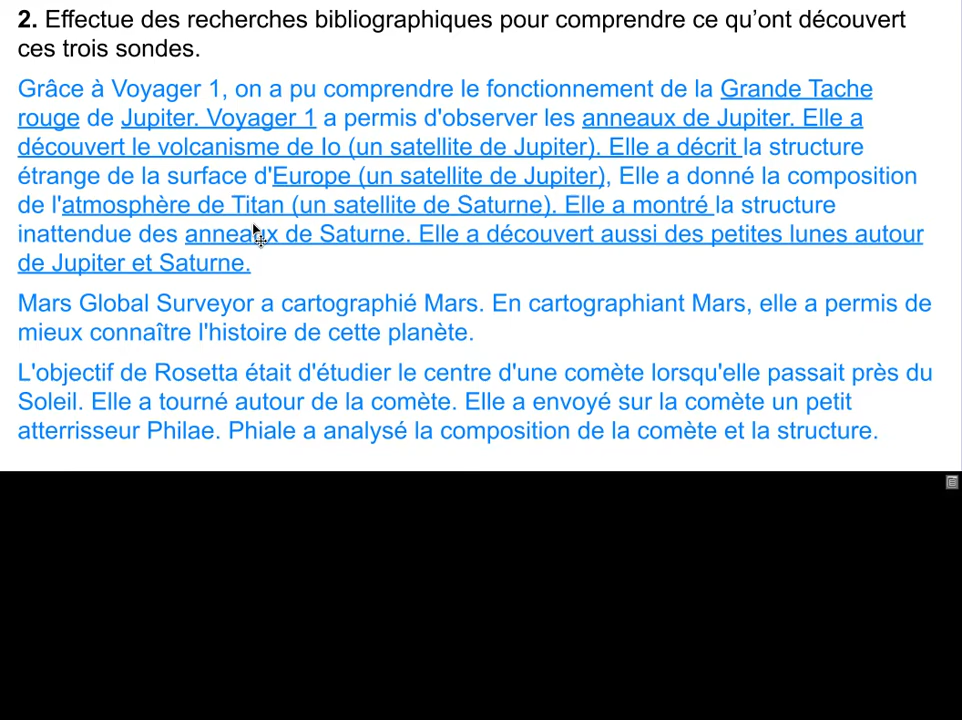 2. Effectue des recherches bibliographiques pour comprendre ce qu’ont découvert
ces trois sondes.
Grâce à Voyager 1, on a pu comprendre le fonctionnement de la Grande Tache
rouge de Jupiter. Voyager 1 a permis d'observer les anneaux de Jupiter. Elle a
découvert le volcanisme de Io (un satellite de Jupiter). Elle a décrit la structure
étrange de la surface d'Europe (un satellite de Jupiter), Elle a donné la composition
de l'atmosphère de Titan (un satellite de Saturne). Elle a montré la structure
inattendue des anneaux de Saturne. Elle a découvert aussi des petites lunes autour
de Jupiter et Saturne.
Mars Global Surveyor a cartographié Mars. En cartographiant Mars, elle a permis de
mieux connaître l'histoire de cette planète.
L'objectif de Rosetta était d'étudier le centre d'une comète lorsqu'elle passait près du
Soleil. Elle a tourné autour de la comète. Elle a envoyé sur la comète un petit
atterrisseur Philae. Phiale a analysé la composition de la comète et la structure.